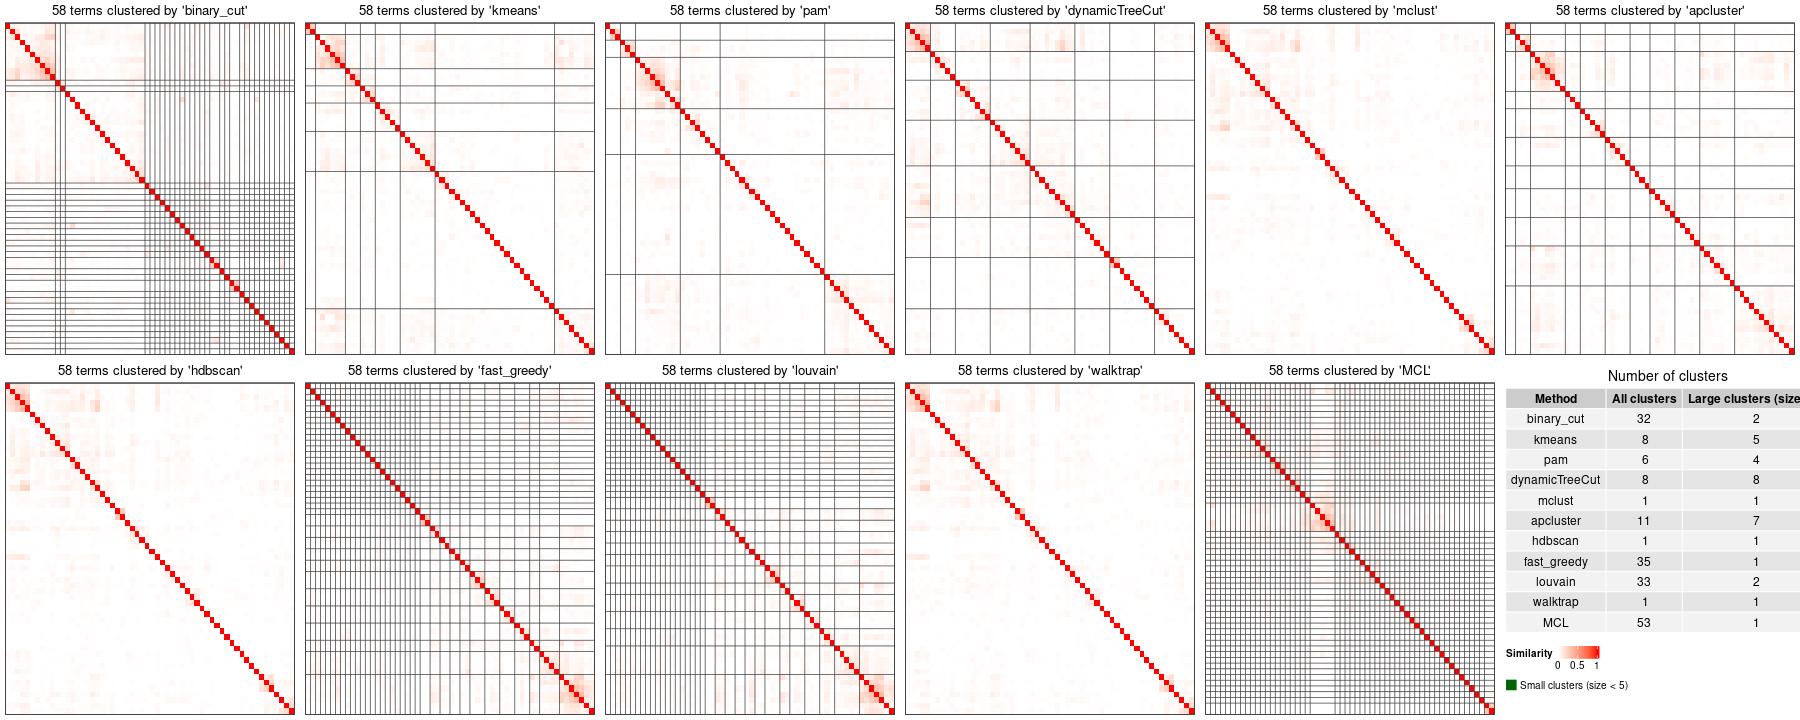 58 terms clustered by 'binary_cut'
58 terms clustered by 'kmeans'
58 terms clustered by 'pam'
58 terms clustered by 'dynamicTreeCut'
58 terms clustered by 'mclust'
58 terms clustered by 'apcluster'
58 terms clustered by 'hdbscan'
58 terms clustered by 'fast_greedy'
58 terms clustered by 'louvain'
58 terms clustered by 'walktrap'
58 terms clustered by 'MCL'
Number of clusters
Method All clusters Large clusters (size
binary_cut 32 2
kmeans 8 5
pam 6 4
dynamicTreeCut 8 8
mclust 1 1
apcluster 11 7
hdbscan 1 1
fast_greedy 35 1
louvain 33 2
walktrap 1 1
MCL 53 1
Similarity
0 0.5 1
Small clusters (size < 5)